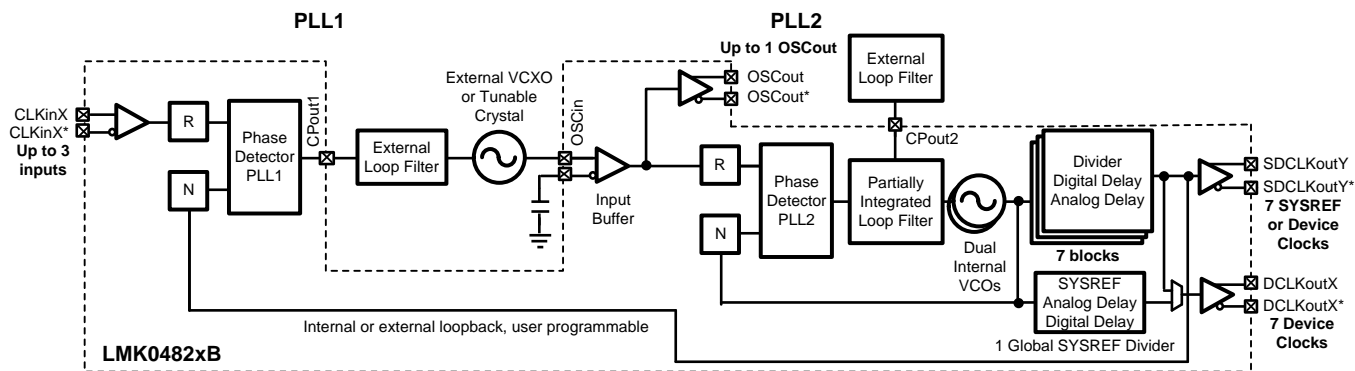 PLL1
PLL2
Up to 1 OSCout
External
Loop Filter
OSCout
OSCout*
External VCXO
or Tunable
Crystal
CLKinX
CLKinX*
Up to 3
inputs
R
N
Phase
Detector
PLL1
CPout1
External
Loop Filter
OSCin
Input
Buffer
R
N
Phase
Detector
PLL2
CPout2
Partially
Integrated
Loop Filter
Dual
Internal
VCOs
Divider
Digital Delay
Analog Delay
7 blocks
SYSREF
Analog Delay
Digital Delay
1 Global SYSREF Divider
SDCLKoutY
SDCLKoutY*
7 SYSREF
or Device
Clocks
DCLKoutX
DCLKoutX*
7 Device
Clocks
Internal or external loopback, user programmable
LMK0482xB